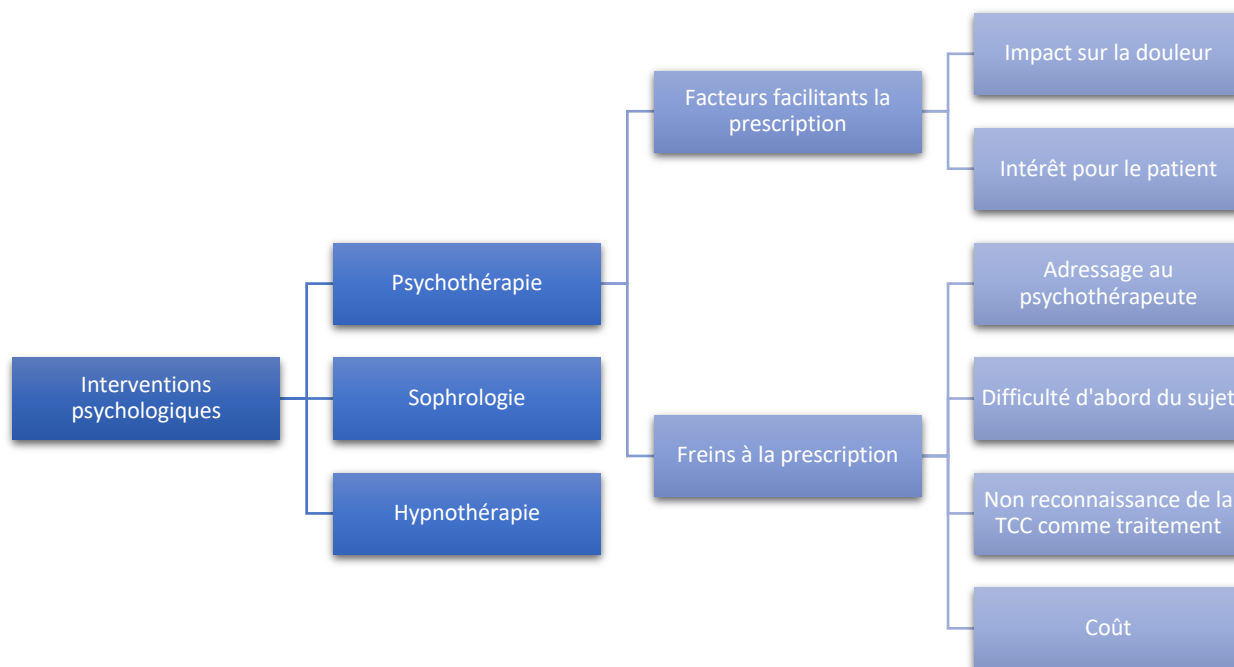 Interventions
psychologiques
Psychothérapie
Sophrologie
Hypnothérapie
Facteurs facilitants la
prescription
Freins à la prescription
Impact sur la douleur
Intérêt pour le patient
Adressage au
psychothérapeute
Difficulté d'abord du sujet
Non reconnaissance de la
TCC comme traitement
Coût